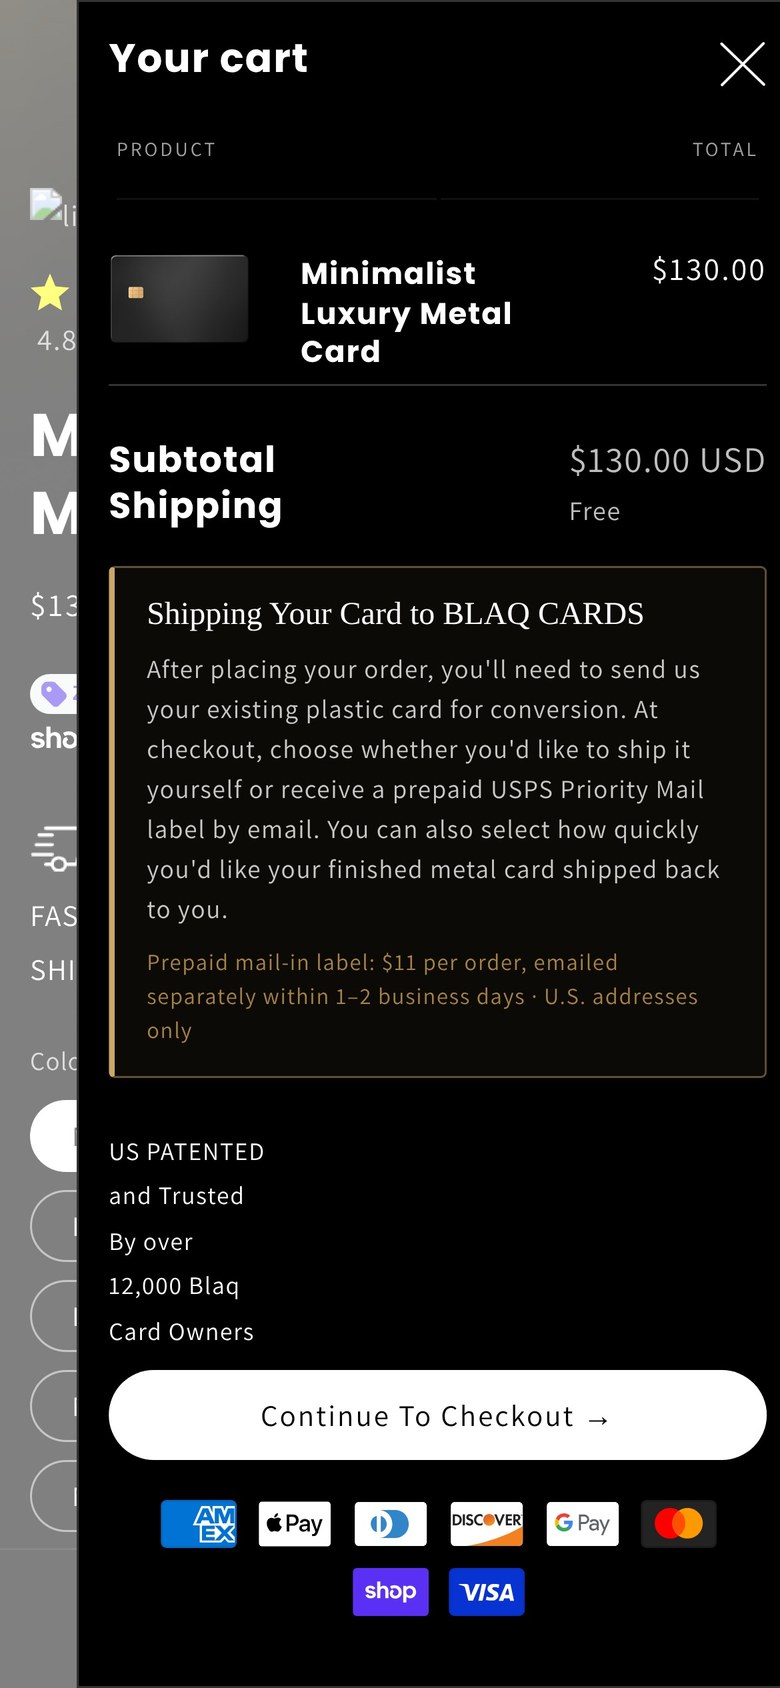 Your cart
PRODUCT
TOTAL
li
4.8
Minimalist
Luxury Metal
Card
$130.00
M
M
Subtotal
$130.00 USD
Shipping
Free
$13
sho
FAS
SHI
Colo
Shipping Your Card to BLAQ CARDS
After placing your order, you'll need to send us
your existing plastic card for conversion. At
checkout, choose whether you'd like to ship it
yourself or receive a prepaid USPS Priority Mail
label by email. You can also select how quickly
you'd like your finished metal card shipped back
to you.
Prepaid mail-in label: $11 per order, emailed
separately within 1–2 business days · U.S. addresses
only
US PATENTED
and Trusted
By over
12,000 Blaq
Card Owners
Continue To Checkout →
AM
EX
Pay
DISCOVER
G Pay
shop
VISA